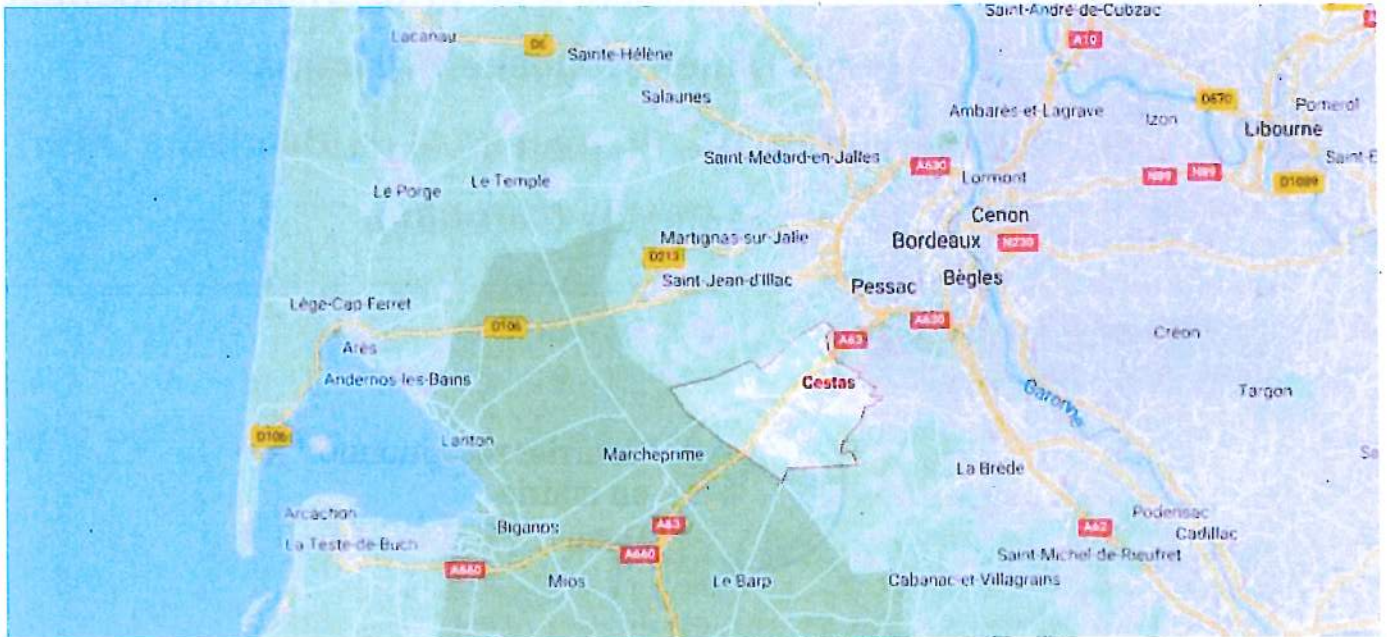 Saint-André-de-Cubzac
Lacanau
D6
A10
Sainte-Hélène
Salaunes
D670
Ambarès-et-Lagrave
Izon
Pomerol
Libourne
Saint-Médard-en-Jalles
A630
Saint-E
Lormont
N89
N89
D1089
Le Porge
Le Temple
Cenon
Martignas-sur-Jalle
Bordeaux
N230
D213
Saint-Jean-d'Illac
Pessac
Bègles
Lège-Cap-Ferret
D106
A630
Créon
A63
Arès
Andernos-les-Bains
Cestas
Garonne
Targon
D106
Lanton
Marcheprime
La Brède
Arcachon
Biganos
A63
A62
Podensac
Cadillac
La Teste-de-Buch
A660
A660
Saint-Michel-de-Rieufret
Mios
Le Barp
Cabanac-et-Villagrains